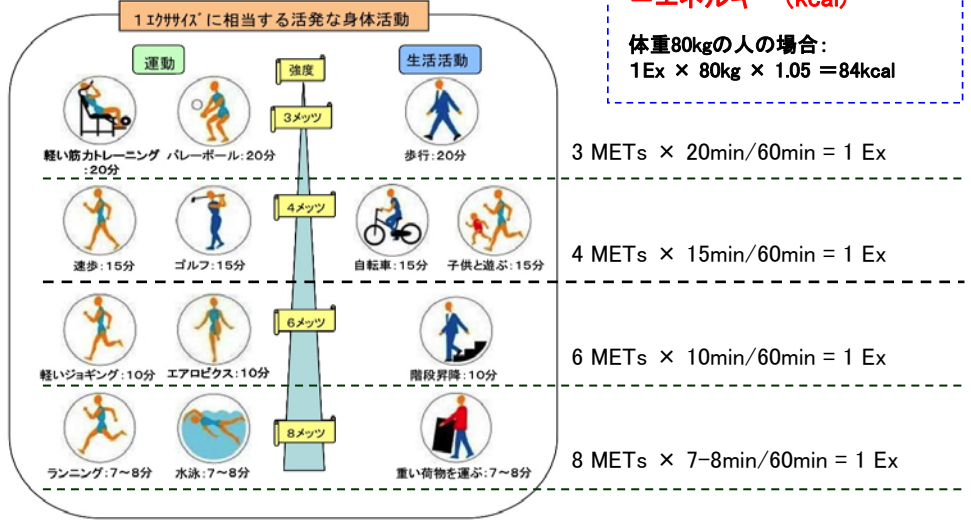 1エクササイズに相当する活発な身体活動
運動
強度
生活活動
3メッツ
軽い筋力トレーニング
:20分
バレーボール:20分
歩行:20分
4メッツ
速歩:15分
ゴルフ:15分
自転車:15分
子供と遊ぶ:15分
6メッツ
軽いジョギング:10分
エアロビクス:10分
階段昇降:10分
8メッツ
ランニング:7~8分
水泳:7~8分
重い荷物を運ぶ:7~8分
体重80kgの人の場合:
1Ex × 80kg × 1.05 =84kcal
3 METs × 20min/60min = 1 Ex
4 METs × 15min/60min = 1 Ex
6 METs × 10min/60min = 1 Ex
8 METs × 7-8min/60min = 1 Ex